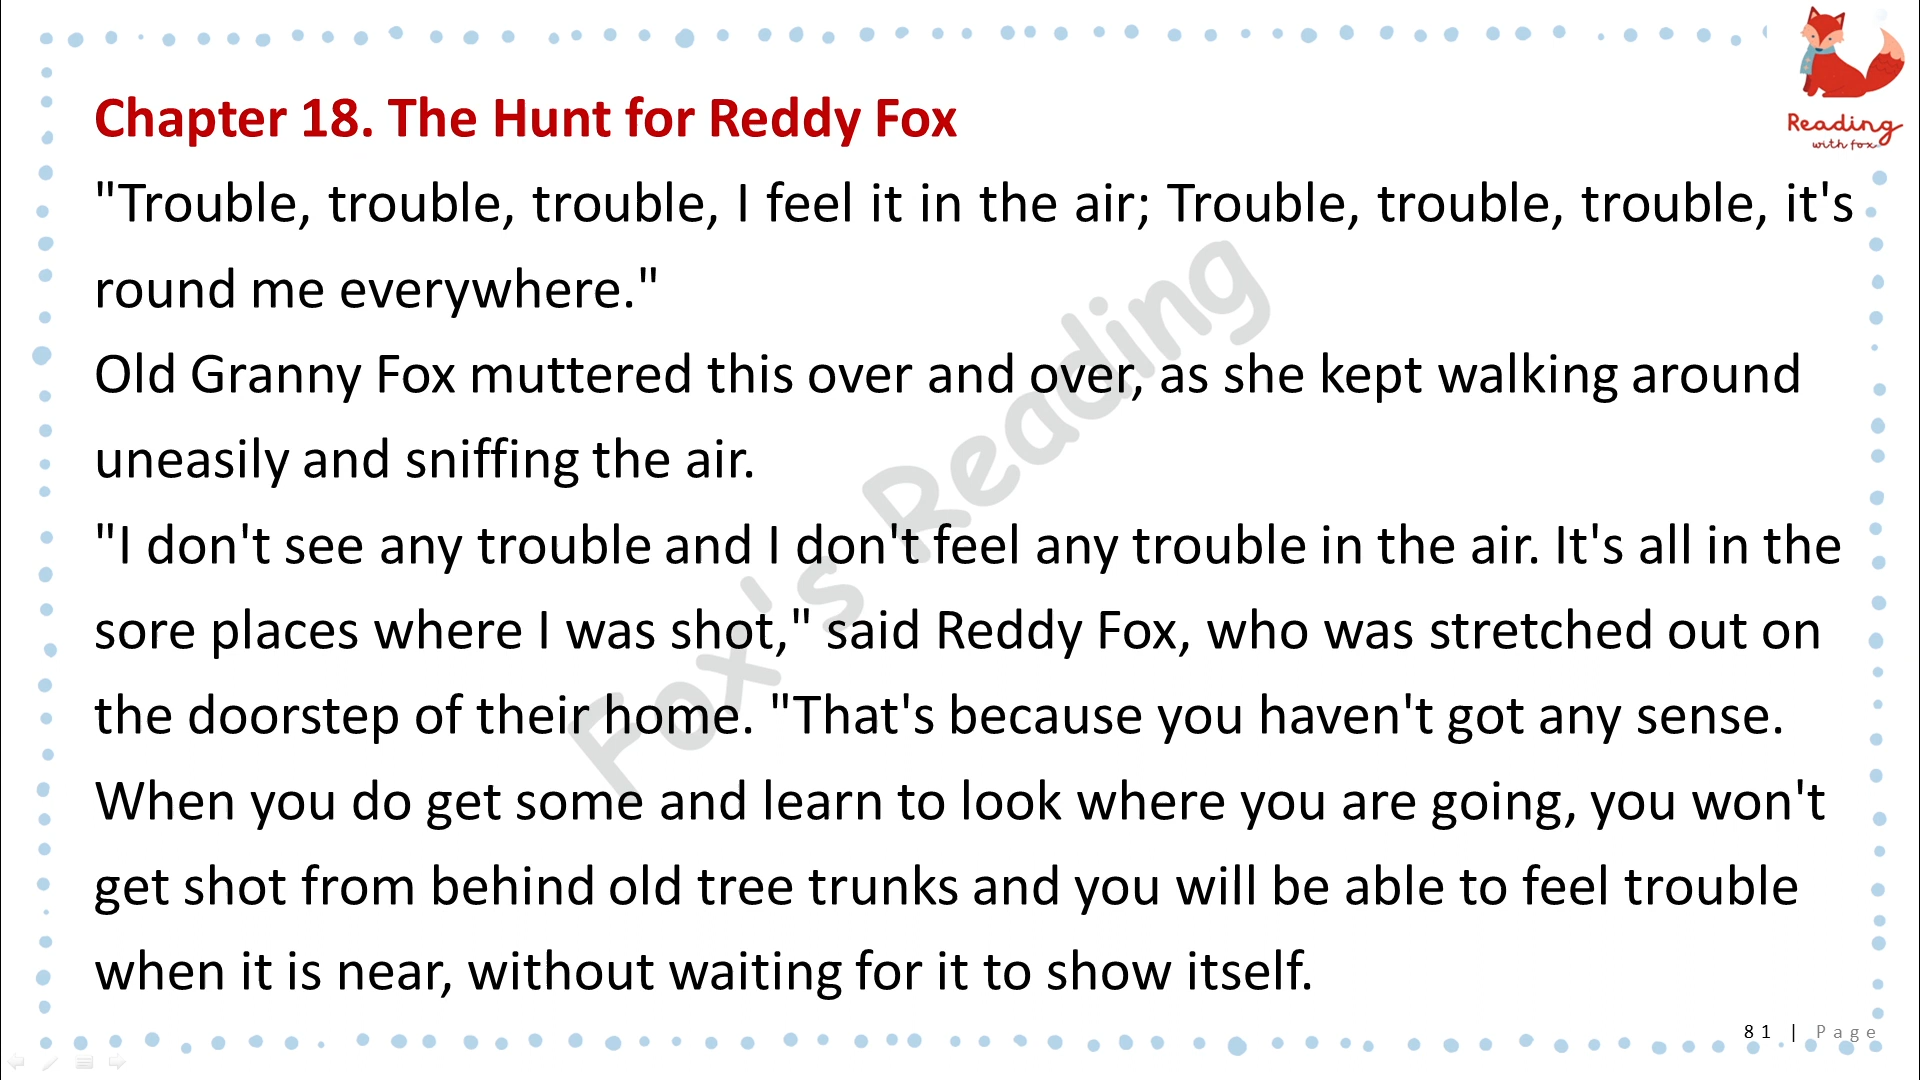 Reading
with fox
Chapter 18. The Hunt for Reddy Fox
"Trouble, trouble, trouble, I feel it in the air; Trouble, trouble, trouble, it's
round me everywhere."
Old Granny Fox muttered this over and over, as she kept walking around
uneasily and sniffing the air.
"I don't see any trouble and I don't feel any trouble in the air. It's all in the
sore places where I was shot," said Reddy Fox, who was stretched out on
the doorstep of their home. "That's because you haven't got any sense.
When you do get some and learn to look where you are going, you won't
get shot from behind old tree trunks and you will be able to feel trouble
when it is near, without waiting for it to show itself.
Fox's Reading
81 | Page